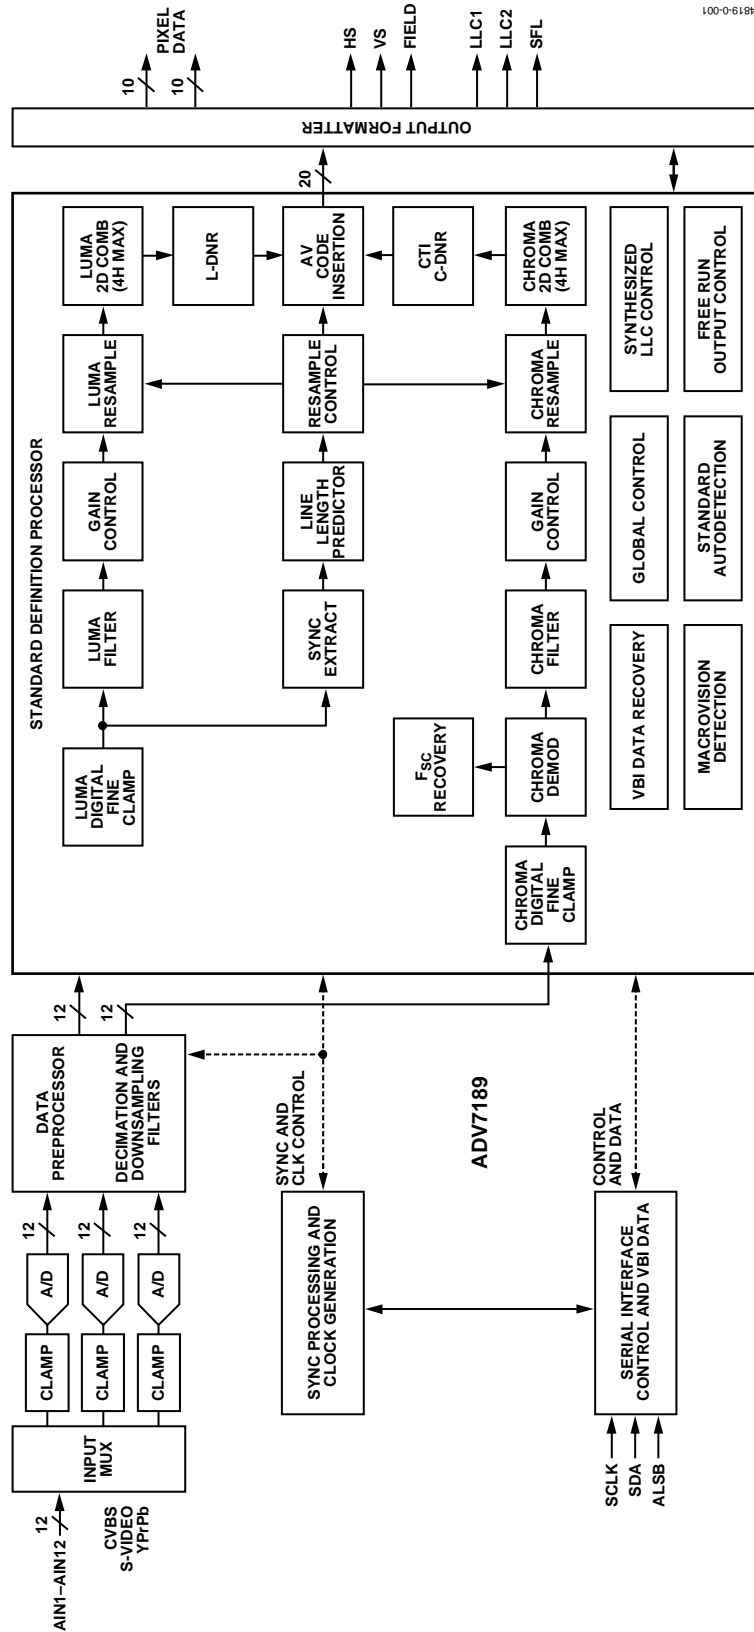 AIN1–AIN12
12
CVBS
S-VIDEO
YPrPb
INPUT
MUX
CLAMP
A/D
12
CLAMP
A/D
12
CLAMP
A/D
12
DATA
PREPROCESSOR
DECIMATION AND
DOWNSAMPLING
FILTERS
12
12
SYNC PROCESSING AND
CLOCK GENERATION
SYNC AND
CLK CONTROL
ADV7189
SCLK
SDA
ALSB
SERIAL INTERFACE
CONTROL AND VBI DATA
CONTROL
AND DATA
STANDARD DEFINITION PROCESSOR
LUMA
DIGITAL
FINE
CLAMP
LUMA
FILTER
GAIN
CONTROL
LUMA
RESAMPLE
LUMA
2D COMB
(4H MAX)
L-DNR
SYNC
EXTRACT
LINE
LENGTH
PREDICTOR
RESAMPLE
CONTROL
AV
CODE
INSERTION
20
FSC
RECOVERY
CTI
C-DNR
CHROMA
DIGITAL
FINE
CLAMP
CHROMA
DEMOD
CHROMA
FILTER
GAIN
CONTROL
CHROMA
RESAMPLE
CHROMA
2D COMB
(4H MAX)
VBI DATA RECOVERY
GLOBAL CONTROL
SYNTHESIZED
LLC CONTROL
MACROVISION
DETECTION
STANDARD
AUTODETECTION
FREE RUN
OUTPUT CONTROL
OUTPUT FORMATTER
10
10
PIXEL
DATA
HS
VS
FIELD
LLC1
LLC2
SFL